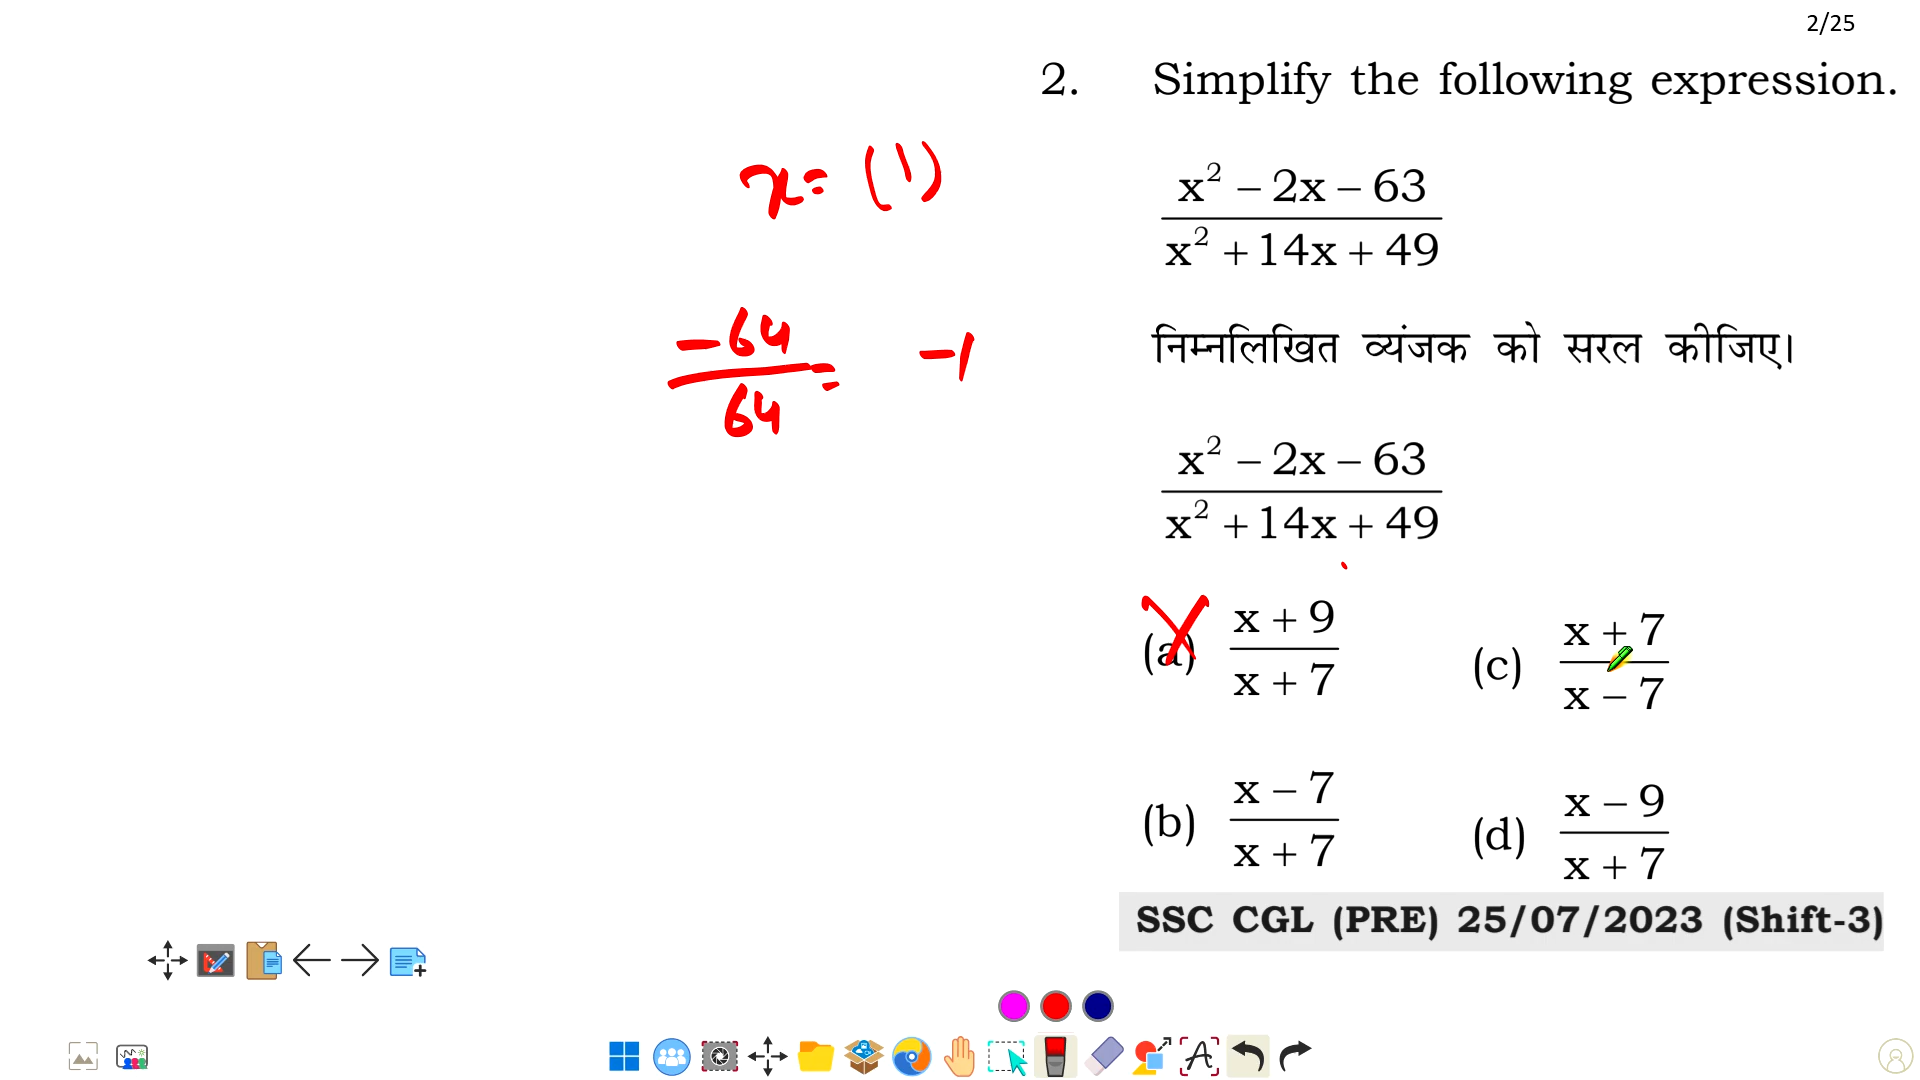 2/25
2. Simplify the following expression.
x² – 2x – 63
x² + 14x + 49
निम्नलिखित व्यंजक को सरल कीजिए।
x² – 2x – 63
x² + 14x + 49
(a) x + 9
x + 7
(c) x + 7
x – 7
(b) x – 7
x + 7
(d) x – 9
x + 7
SSC CGL (PRE) 25/07/2023 (Shift-3)
x = (1)
-64
64
= -1